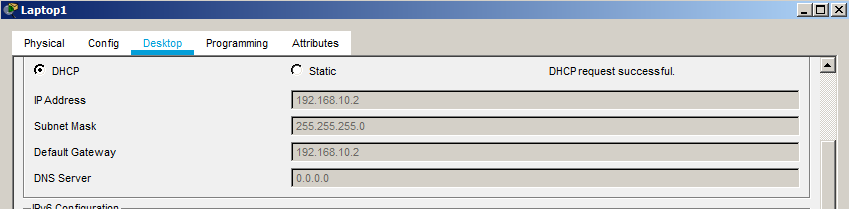 Laptop1
Physical Config Desktop Programming Attributes
DHCP Static DHCP request successful.
IP Address 192.168.10.2
Subnet Mask 255.255.255.0
Default Gateway 192.168.10.2
DNS Server 0.0.0.0
IPv6 Configuration